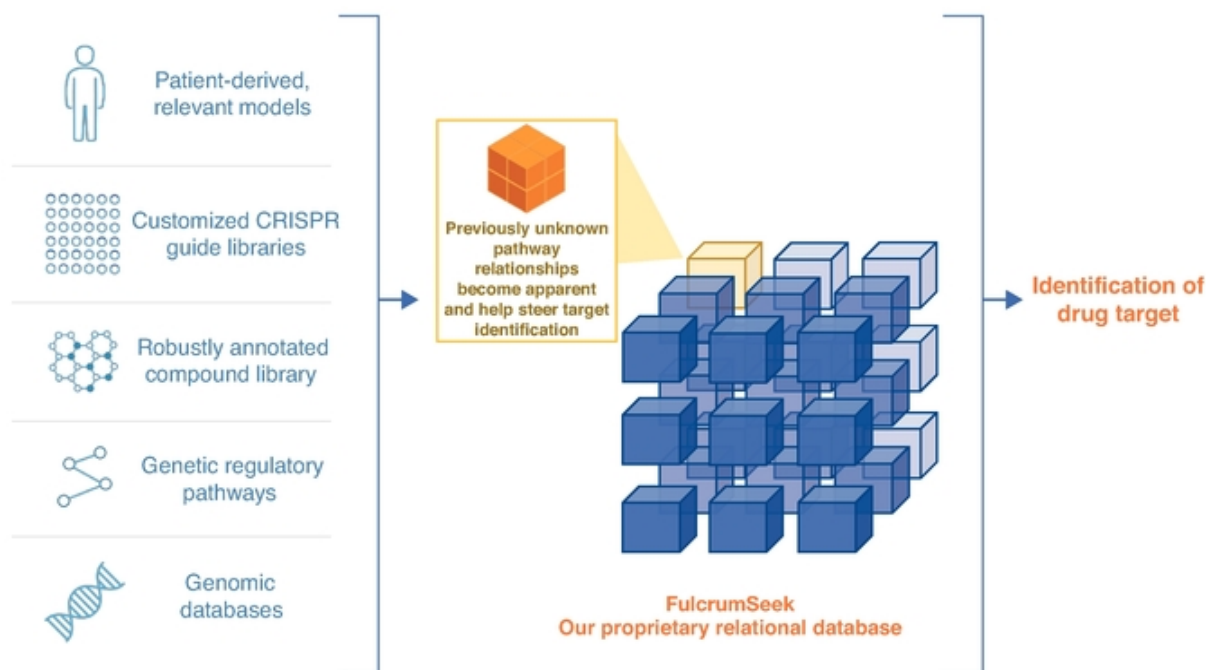 Patient-derived,
relevant models
Customized CRISPR
guide libraries
Robustly annotated
compound library
Genetic regulatory
pathways
Genomic
databases
Previously unknown
pathway
relationships
become apparent
and help steer target
identification
FulcrumSeek
Our proprietary relational database
Identification of
drug target